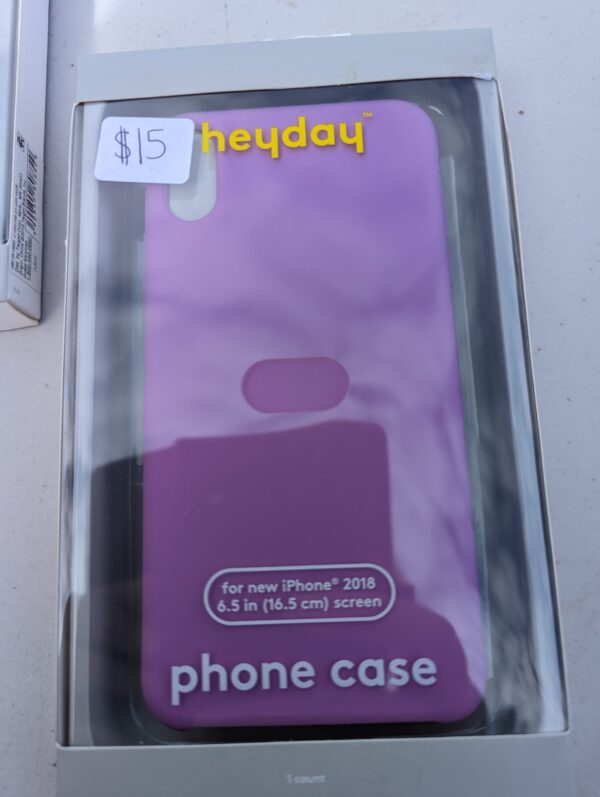 $15
heyday™
for new iPhone® 2018
6.5 in (16.5 cm) screen
phone case
1 count